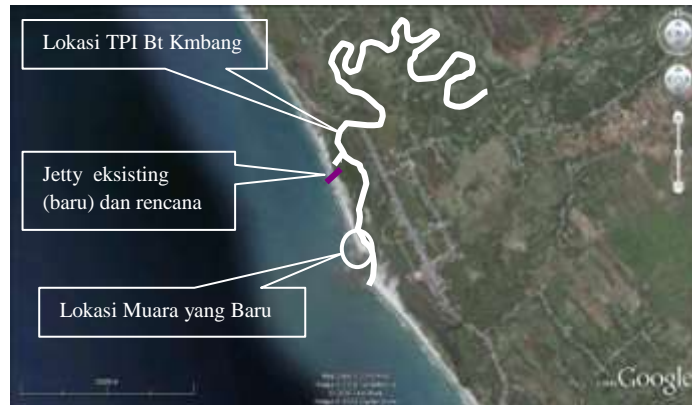 Lokasi TPI Bt Kmbang
Jetty eksisting
(baru) dan rencana
Lokasi Muara yang Baru
Google